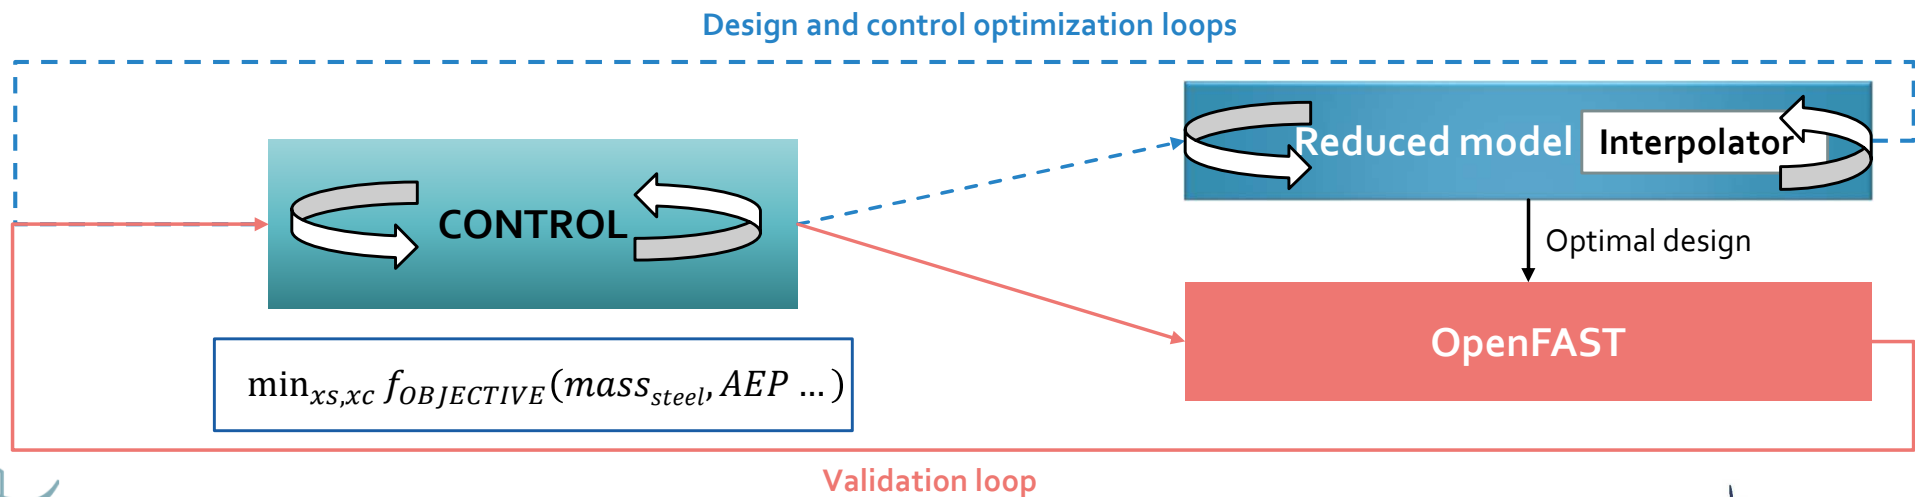 Design and control optimization loops
Reduced model Interpolator
CONTROL
Optimal design
OpenFAST
min_{xs,xc} f_{OBJECTIVE}(mass_{steel}, AEP ...)
Validation loop